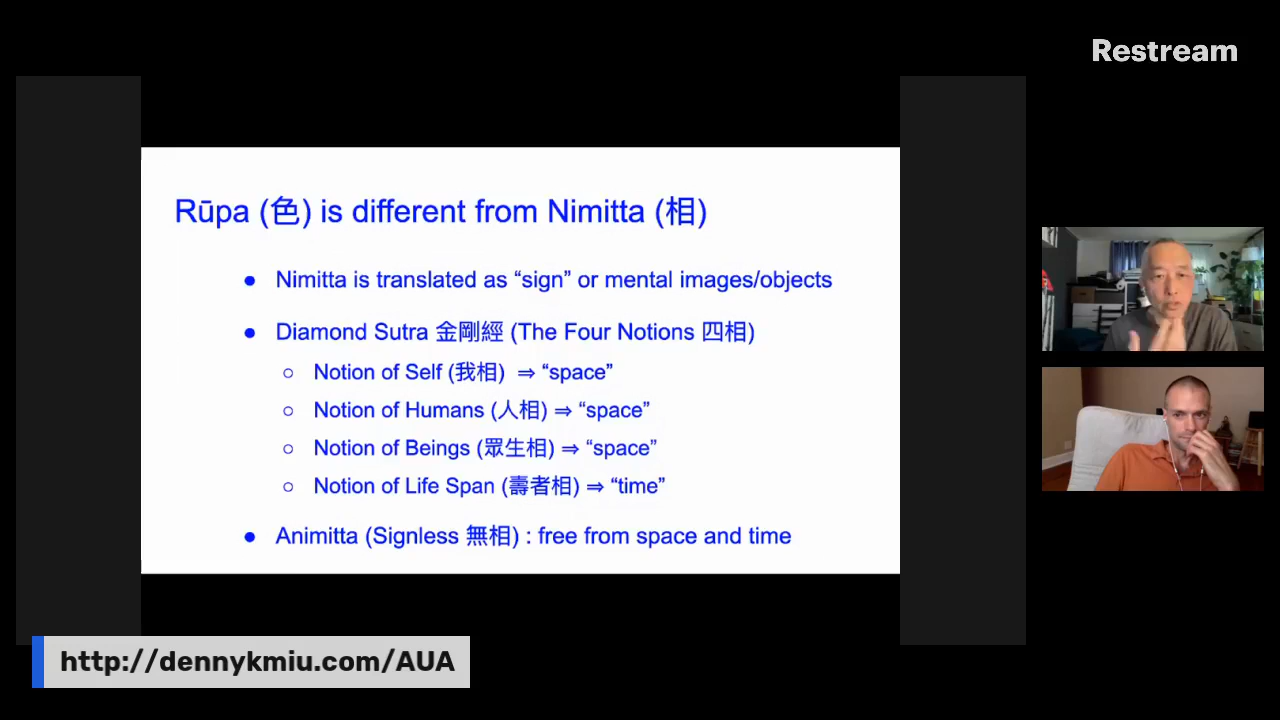 Restream
Rūpa (色) is different from Nimitta (相)
● Nimitta is translated as “sign” or mental images/objects
● Diamond Sutra 金剛經 (The Four Notions 四相)
○ Notion of Self (我相) ⇒ “space”
○ Notion of Humans (人相) ⇒ “space”
○ Notion of Beings (眾生相) ⇒ “space”
○ Notion of Life Span (壽者相) ⇒ “time”
● Animitta (Signless 無相) : free from space and time
http://dennykmiu.com/AUA